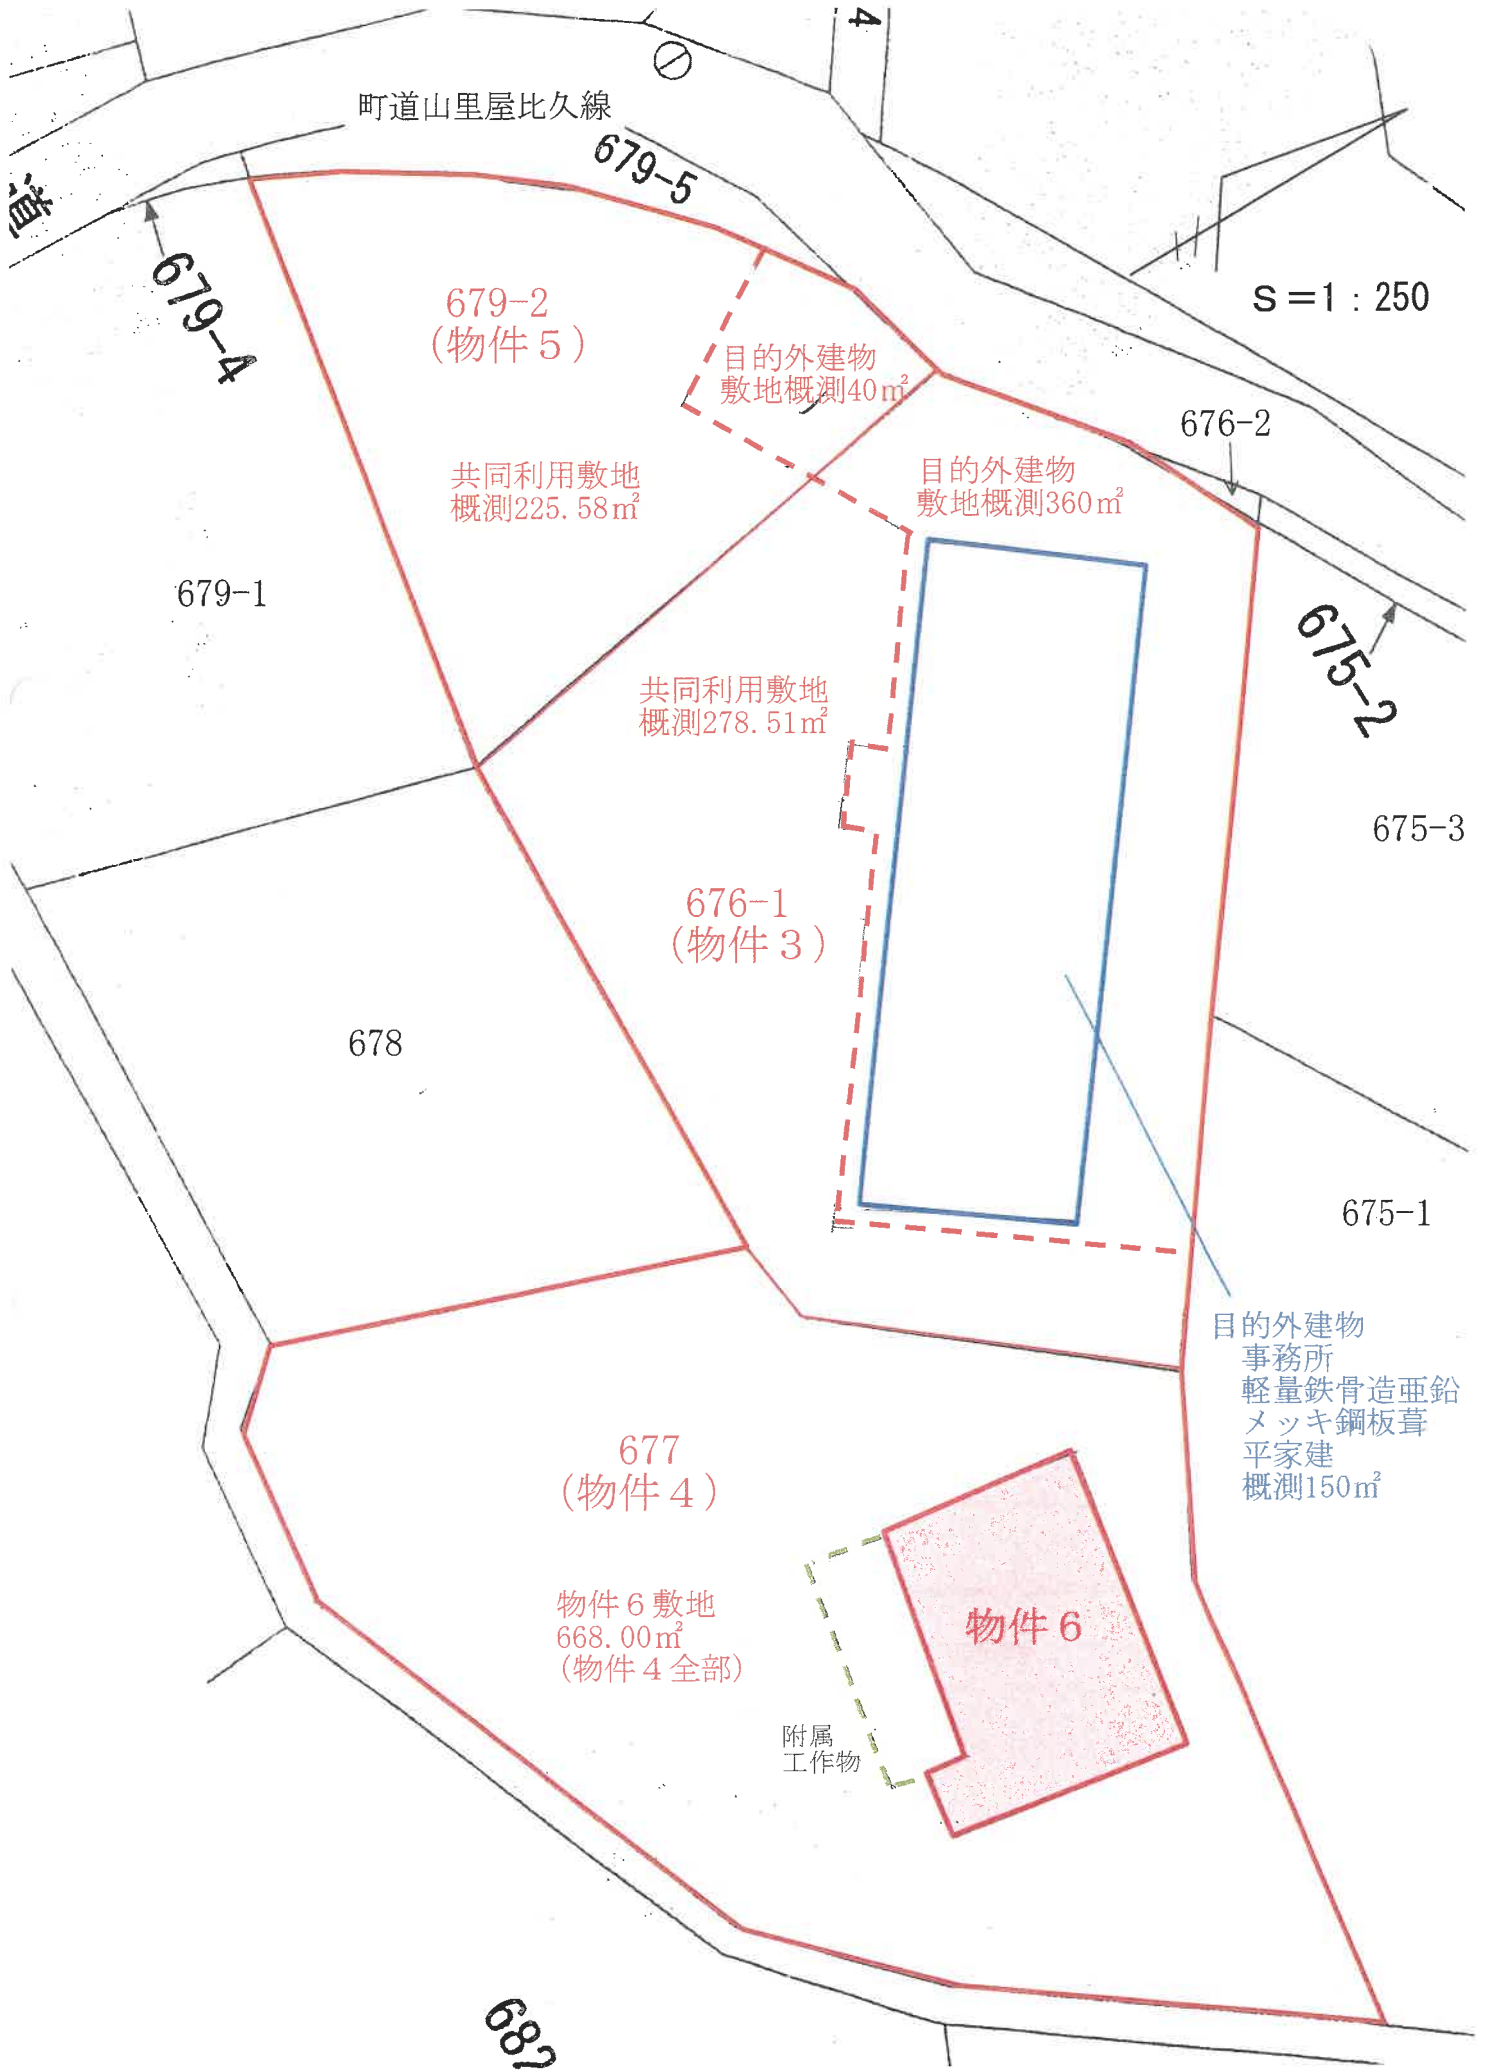 4
町道山里屋比久線
679-5
道
679-4
S=1:250
679-2
(物件5)
目的外建物
敷地概測40㎡
676-2
共同利用敷地
概測225.58㎡
目的外建物
敷地概測360㎡
679-1
675-2
共同利用敷地
概測278.51㎡
675-3
676-1
(物件3)
678
675-1
目的外建物
事務所
軽量鉄骨造亜鉛
メッキ鋼板葺
平家建
概測150㎡
677
(物件4)
物件6敷地
668.00㎡
(物件4全部)
物件6
附属
工作物
682